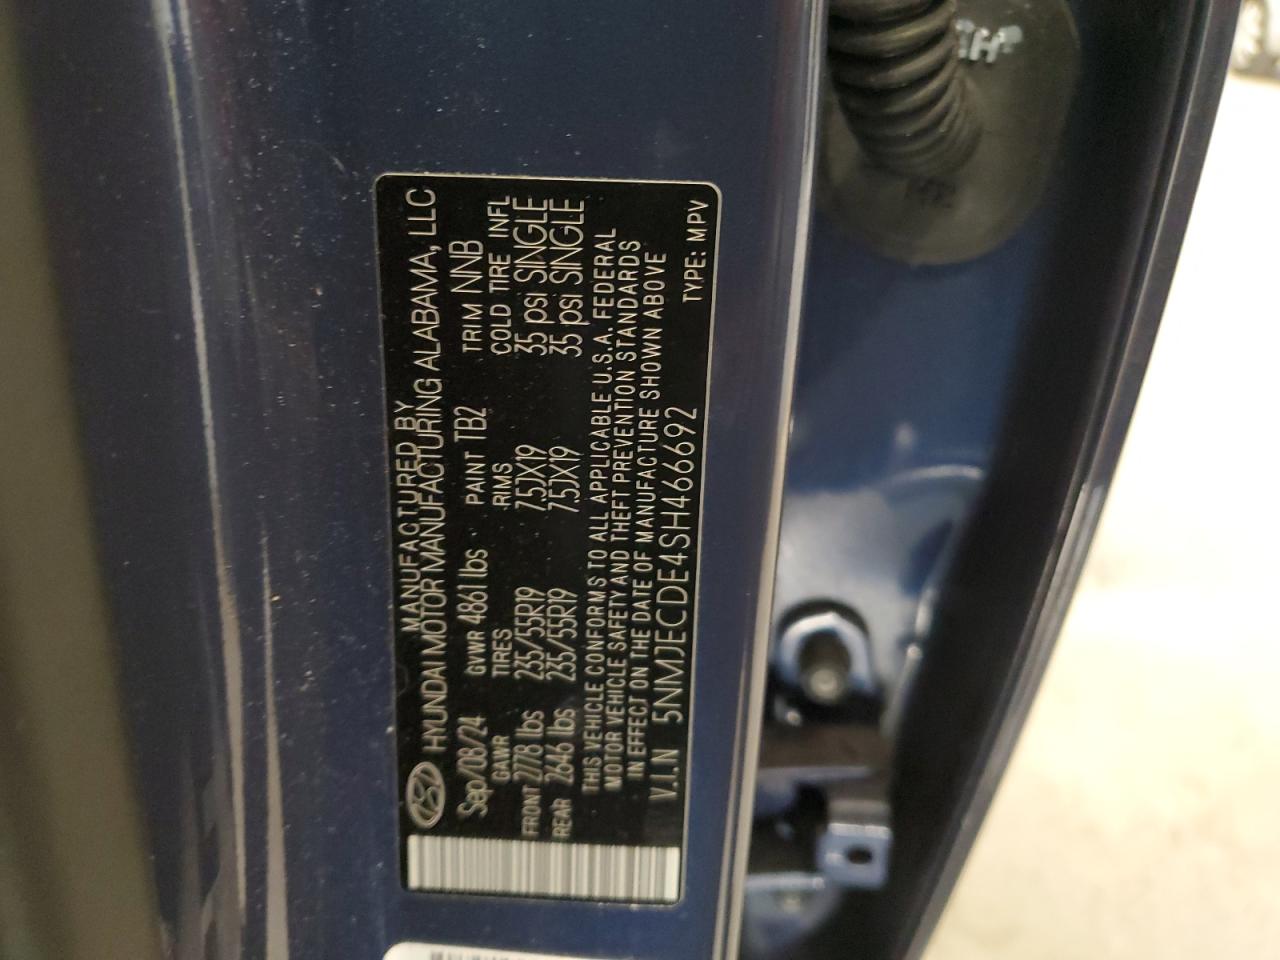 MANUFACTURED BY
HYUNDAI MOTOR MANUFACTURING ALABAMA, LLC
Sep/08/24 GVWR 4861 lbs PAINT TB2 TRIM NNB
GAWR TIRES RIMS COLD TIRE INFL
FRONT 2778 lbs 235/55R19 7.5JX19 35 psi SINGLE
REAR 2646 lbs 235/55R19 7.5JX19 35 psi SINGLE
THIS VEHICLE CONFORMS TO ALL APPLICABLE U.S.A. FEDERAL
MOTOR VEHICLE SAFETY AND THEFT PREVENTION STANDARDS
IN EFFECT ON THE DATE OF MANUFACTURE SHOWN ABOVE
V.I.N 5NMJECDE4SH466692 TYPE: MPV